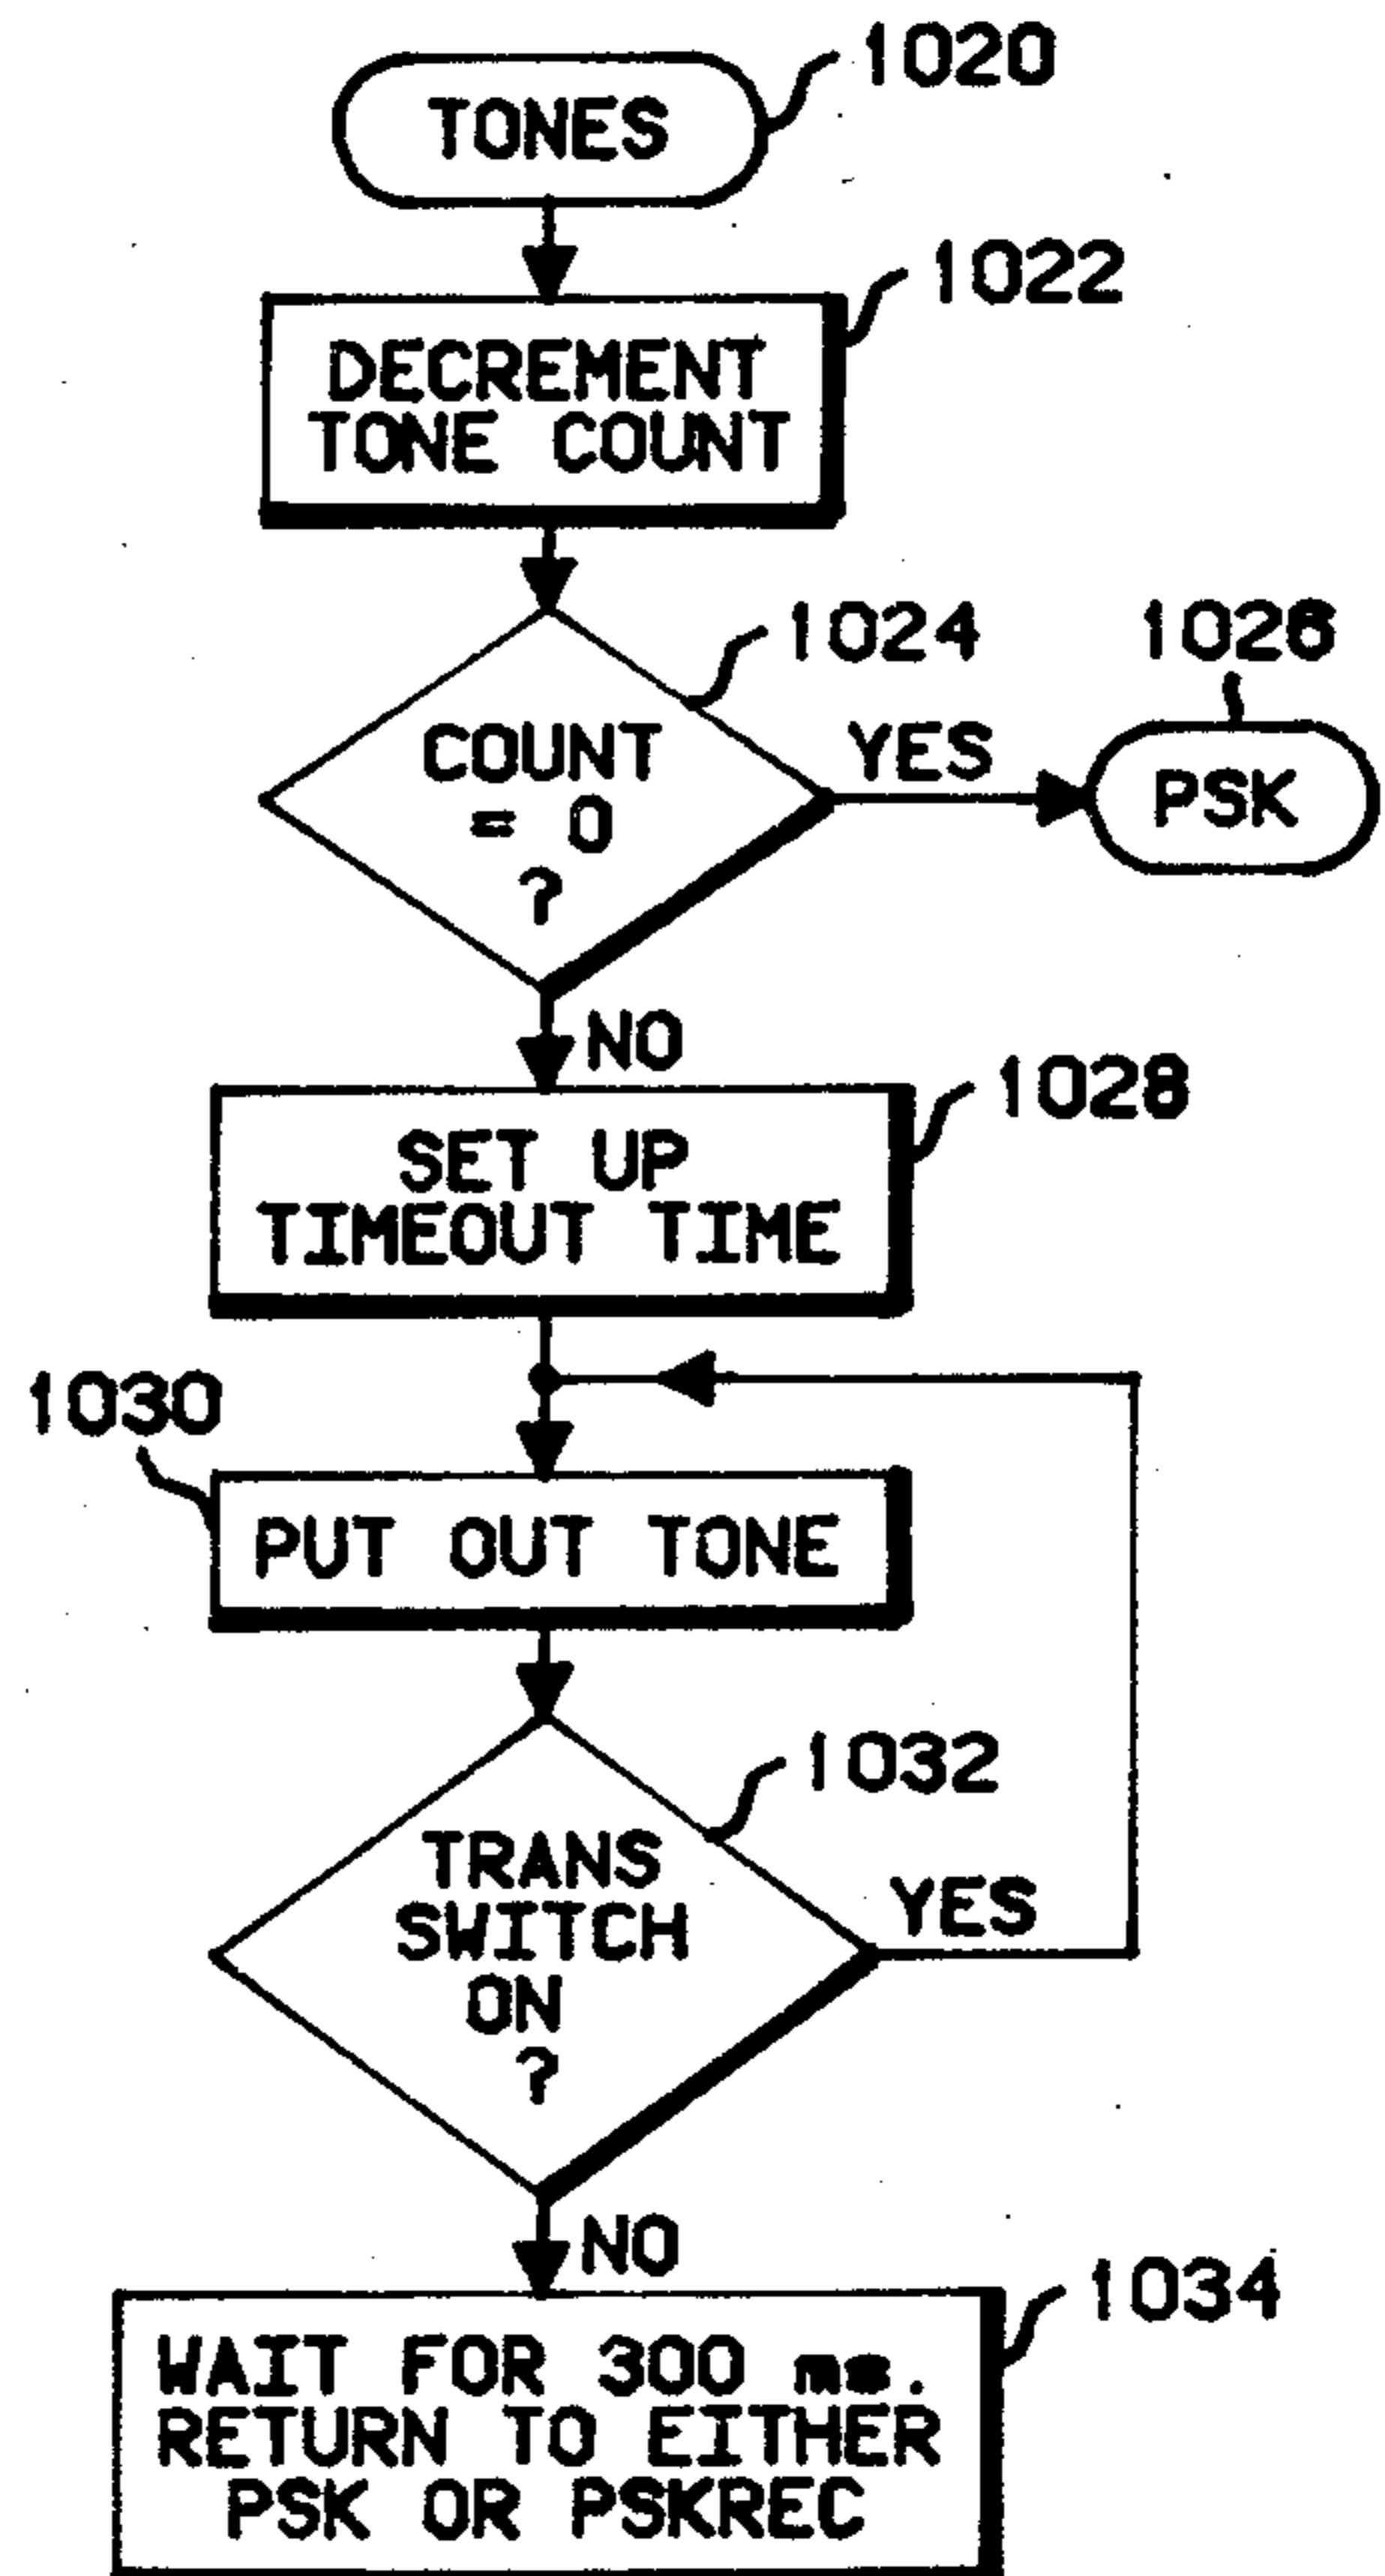 1020
TONES
1022
DECREMENT
TONE COUNT
1024
COUNT
= 0
?
YES
1026
PSK
NO
1028
SET UP
TIMEOUT TIME
1030
PUT OUT TONE
1032
TRANS
SWITCH
ON
?
YES
NO
1034
WAIT FOR 300 ms.
RETURN TO EITHER
PSK OR PSKREC